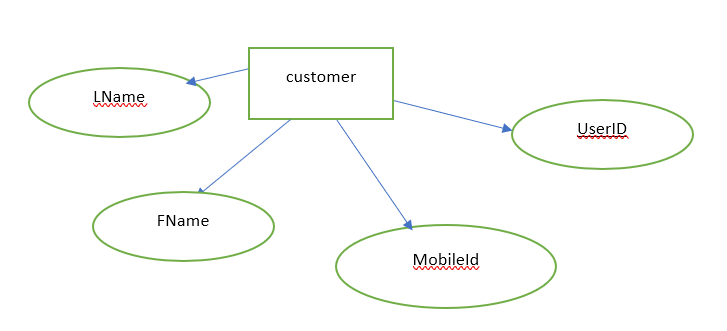 customer
LName
UserID
FName
MobileId